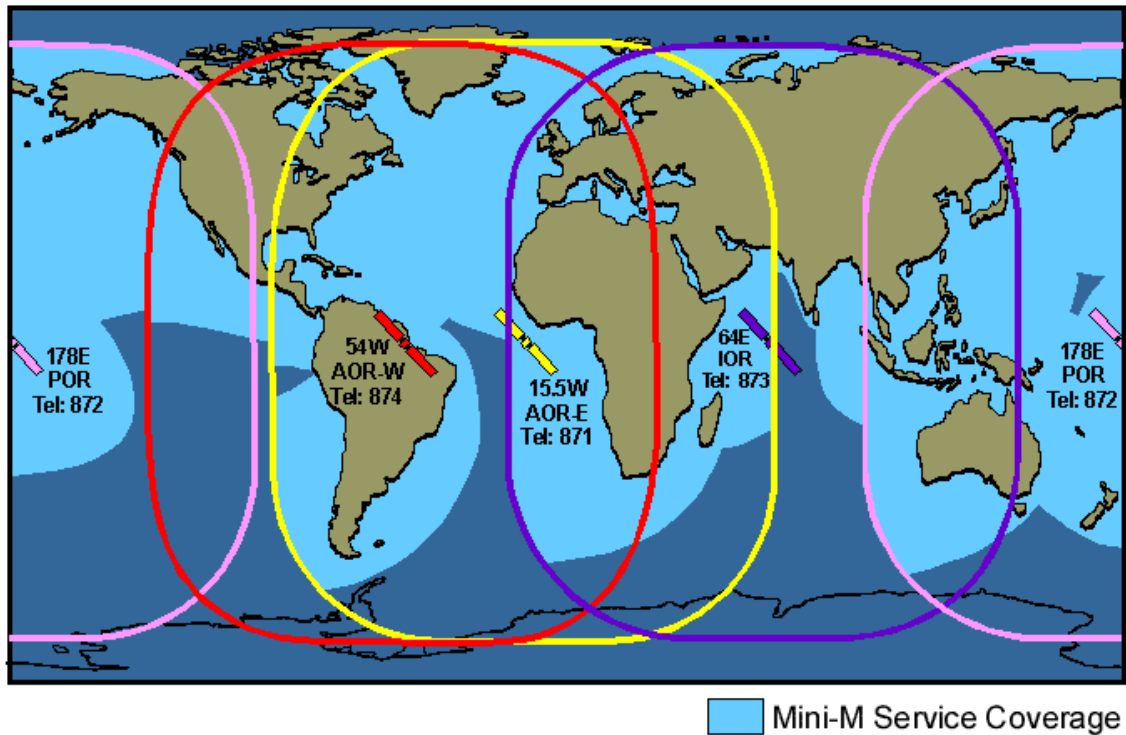 178E
POR
Tel: 872
54W
AOR-W
Tel: 874
15.5W
AOR-E
Tel: 871
64E
IOR
Tel: 873
178E
POR
Tel: 872
Mini-M Service Coverage